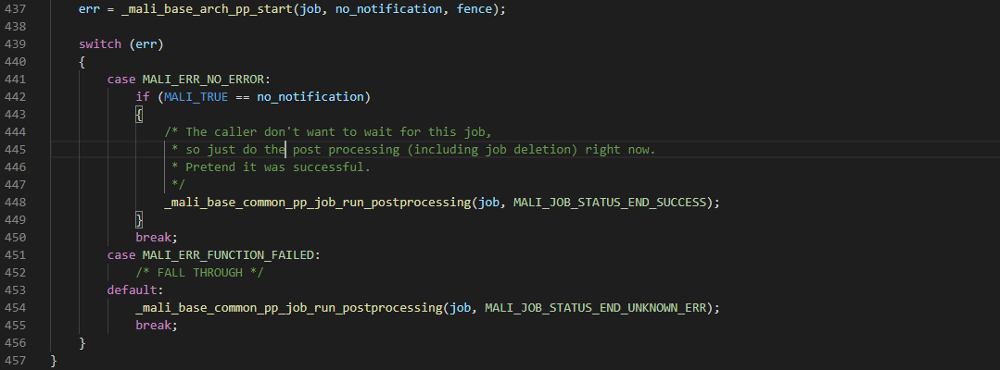 437 err = _mali_base_arch_pp_start(job, no_notification, fence);
438
439 switch (err)
440 {
441 case MALI_ERR_NO_ERROR:
442 if (MALI_TRUE == no_notification)
443 {
444 /* The caller don't want to wait for this job,
445 * so just do the post processing (including job deletion) right now.
446 * Pretend it was successful.
447 */
448 _mali_base_common_pp_job_run_postprocessing(job, MALI_JOB_STATUS_END_SUCCESS);
449 }
450 break;
451 case MALI_ERR_FUNCTION_FAILED:
452 /* FALL THROUGH */
453 default:
454 _mali_base_common_pp_job_run_postprocessing(job, MALI_JOB_STATUS_END_UNKNOWN_ERR);
455 break;
456 }
457 }